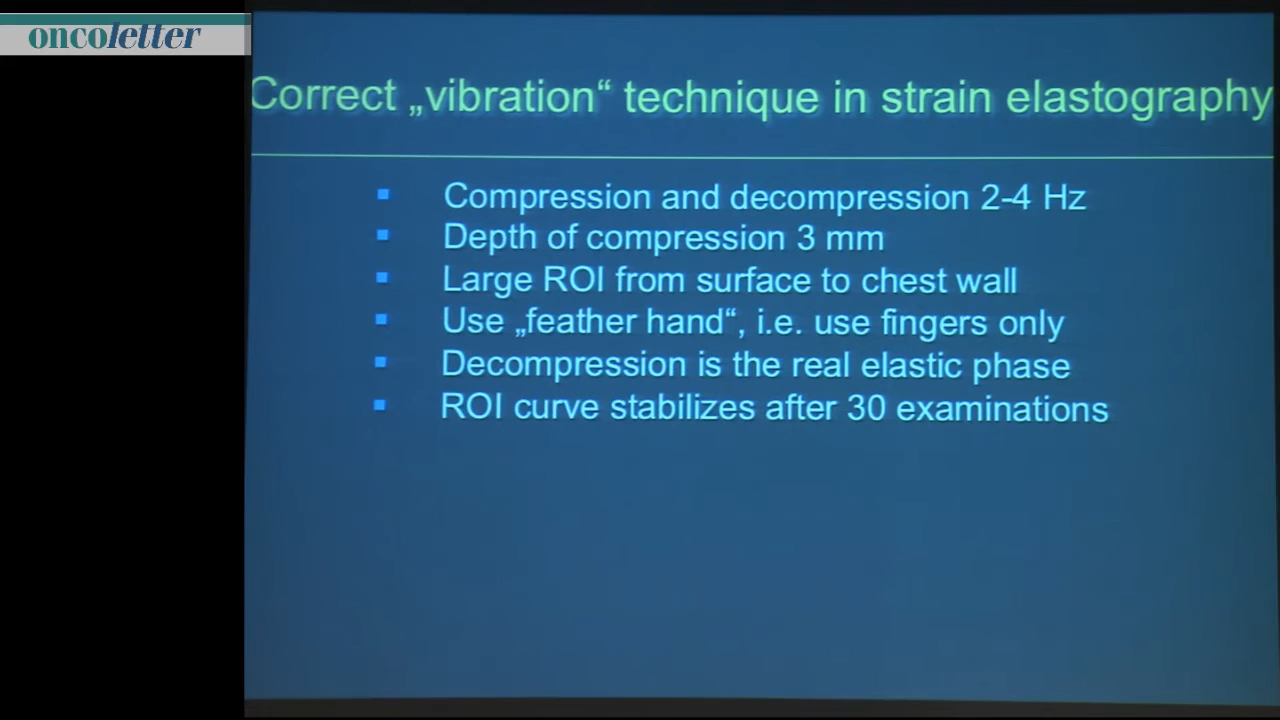 oncoletter
Correct „vibration“ technique in strain elastography
Compression and decompression 2-4 Hz
Depth of compression 3 mm
Large ROI from surface to chest wall
Use „feather hand“, i.e. use fingers only
Decompression is the real elastic phase
ROI curve stabilizes after 30 examinations